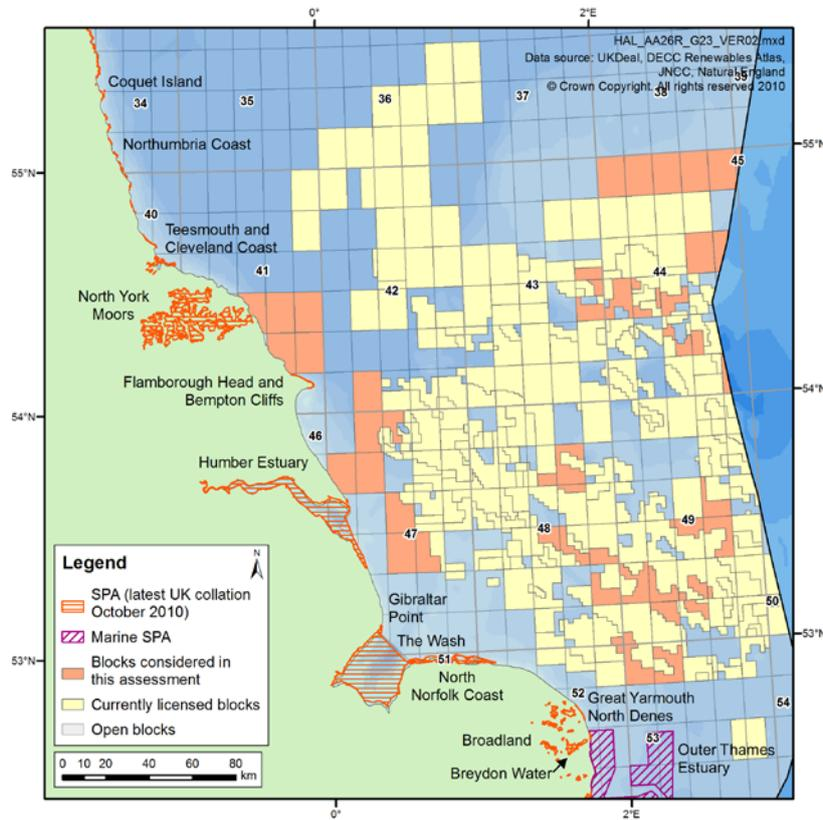 0°
2°E
HAL_AA26R_G23_VER02.mxd
Data source: UKDeal, DECC Renewables Atlas,
JNCC, Natural England
© Crown Copyright, All rights reserved 2010
39
38
Coquet Island
34
35
36
37
Northumbria Coast
55°N
55°N
45
40
Teesmouth and
Cleveland Coast
41
42
43
44
North York
Moors
Flamborough Head and
Bempton Cliffs
54°N
54°N
46
Humber Estuary
47
48
49
50
Legend
N
SPA (latest UK collation
October 2010)
Marine SPA
Blocks considered in
this assessment
Currently licensed blocks
Open blocks
0 10 20 40 60 80
km
Gibraltar
Point
The Wash
53°N
53°N
51
North
Norfolk Coast
52
Great Yarmouth
North Denes
54
Broadland
53
Outer Thames
Estuary
Breydon Water
0°
2°E